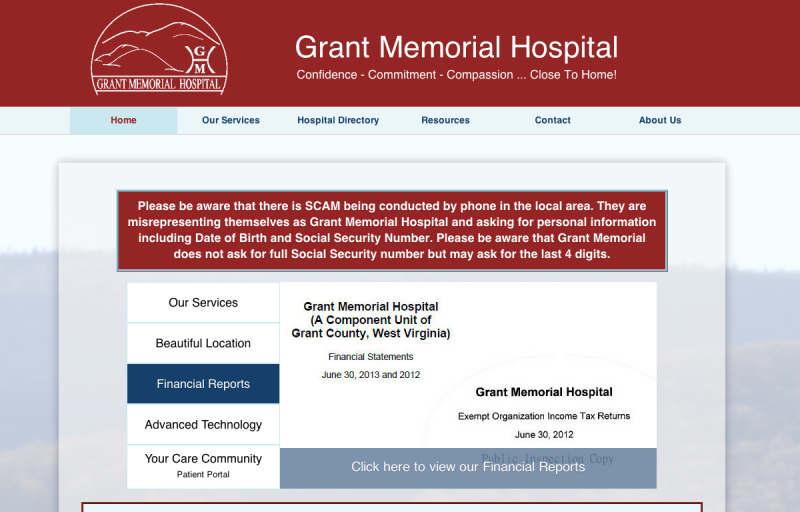 G
M
GRANT MEMORIAL HOSPITAL
Grant Memorial Hospital
Confidence - Commitment - Compassion ... Close To Home!
Home
Our Services
Hospital Directory
Resources
Contact
About Us
Please be aware that there is SCAM being conducted by phone in the local area. They are
misrepresenting themselves as Grant Memorial Hospital and asking for personal information
including Date of Birth and Social Security Number. Please be aware that Grant Memorial
does not ask for full Social Security number but may ask for the last 4 digits.
Our Services
Beautiful Location
Financial Reports
Advanced Technology
Your Care Community
Patient Portal
Grant Memorial Hospital
(A Component Unit of
Grant County, West Virginia)
Financial Statements
June 30, 2013 and 2012
Grant Memorial Hospital
Exempt Organization Income Tax Returns
June 30, 2012
Public Inspection Copy
Click here to view our Financial Reports